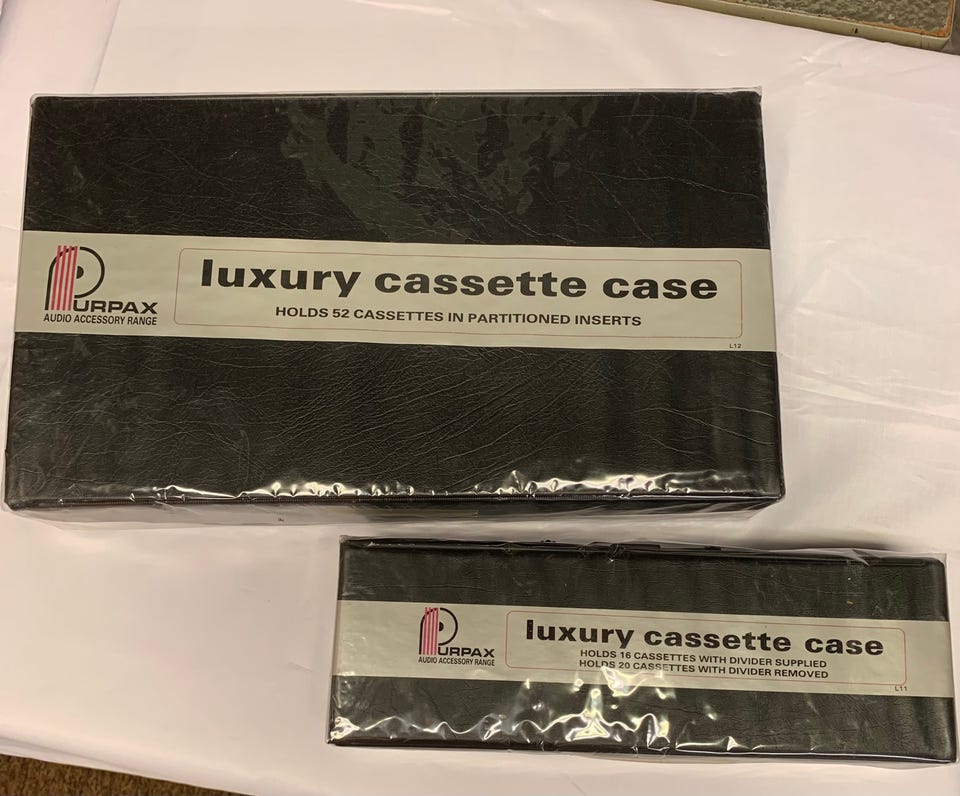 luxury cassette case
HOLDS 52 CASSETTES IN PARTITIONED INSERTS
PURPAX
AUDIO ACCESSORY RANGE
L12
luxury cassette case
HOLDS 16 CASSETTES WITH DIVIDER SUPPLIED
HOLDS 20 CASSETTES WITH DIVIDER REMOVED
PURPAX
AUDIO ACCESSORY RANGE
L11